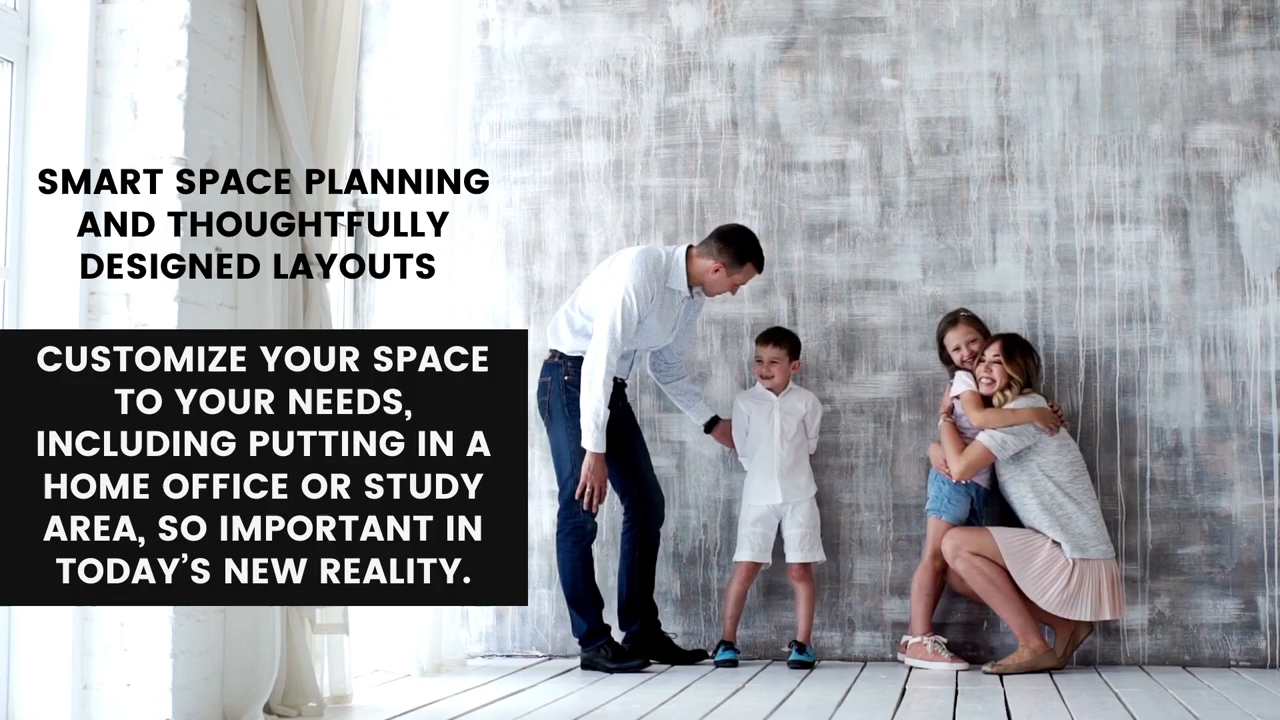 SMART SPACE PLANNING
AND THOUGHTFULLY
DESIGNED LAYOUTS
CUSTOMIZE YOUR SPACE
TO YOUR NEEDS,
INCLUDING PUTTING IN A
HOME OFFICE OR STUDY
AREA, SO IMPORTANT IN
TODAY’S NEW REALITY.